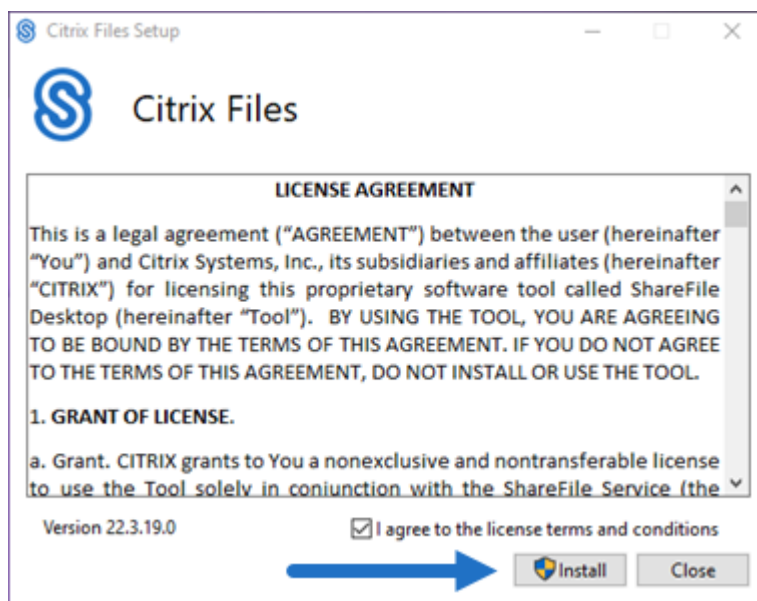 Citrix Files Setup
Citrix Files
LICENSE AGREEMENT
This is a legal agreement (“AGREEMENT”) between the user (hereinafter
“You”) and Citrix Systems, Inc., its subsidiaries and affiliates (hereinafter
“CITRIX”) for licensing this proprietary software tool called ShareFile
Desktop (hereinafter “Tool”). BY USING THE TOOL, YOU ARE AGREEING
TO BE BOUND BY THE TERMS OF THIS AGREEMENT. IF YOU DO NOT AGREE
TO THE TERMS OF THIS AGREEMENT, DO NOT INSTALL OR USE THE TOOL.
1. GRANT OF LICENSE.
a. Grant. CITRIX grants to You a nonexclusive and nontransferable license
to use the Tool solely in conjunction with the ShareFile Service (the
Version 22.3.19.0
I agree to the license terms and conditions
Install
Close